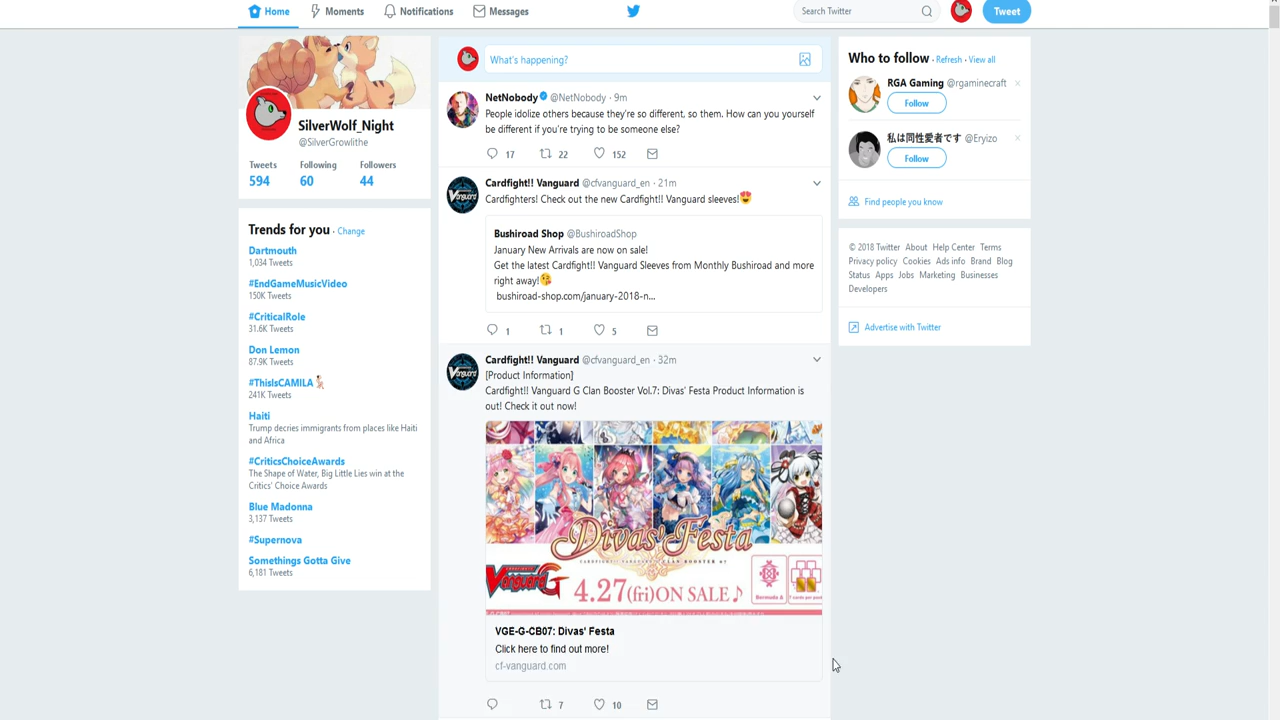 Home
Moments
Notifications
Messages
Search Twitter
Tweet
SilverWolf_Night
@SilverGrowlithe
Tweets Following Followers
594 60 44
Trends for you · Change
Dartmouth
1,034 Tweets
#EndGameMusicVideo
150K Tweets
#CriticalRole
31.6K Tweets
Don Lemon
87.9K Tweets
#ThisIsCAMILA
241K Tweets
Haiti
Trump decries immigrants from places like Haiti
and Africa
#CriticsChoiceAwards
The Shape of Water, Big Little Lies win at the
Critics' Choice Awards
Blue Madonna
3,137 Tweets
#Supernova
Somethings Gotta Give
6,181 Tweets
What's happening?
NetNobody @NetNobody · 9m
People idolize others because they're so different, so them. How can you yourself
be different if you're trying to be someone else?
17 22 152
Cardfight!! Vanguard @cfvanguard_en · 21m
Cardfighters! Check out the new Cardfight!! Vanguard sleeves!😍
Bushiroad Shop @BushiroadShop
January New Arrivals are now on sale!
Get the latest Cardfight!! Vanguard Sleeves from Monthly Bushiroad and more
right away!😘
bushiroad-shop.com/january-2018-n...
1 1 5
Cardfight!! Vanguard @cfvanguard_en · 32m
[Product Information]
Cardfight!! Vanguard G Clan Booster Vol.7: Divas' Festa Product Information is
out! Check it out now!
Divas' Festa
CARDFIGHT!! VANGUARD G CLAN BOOSTER
Vanguard G
4.27(fri)ON SALE♪
VGE-G-CB07: Divas' Festa
Click here to find out more!
cf-vanguard.com
7 10
Who to follow · Refresh · View all
RGA Gaming @rgaminecraft
Follow
私は同性愛者です @Eryizo
Follow
Find people you know
© 2018 Twitter About Help Center Terms
Privacy policy Cookies Ads info Brand Blog
Status Apps Jobs Marketing Businesses
Developers
Advertise with Twitter